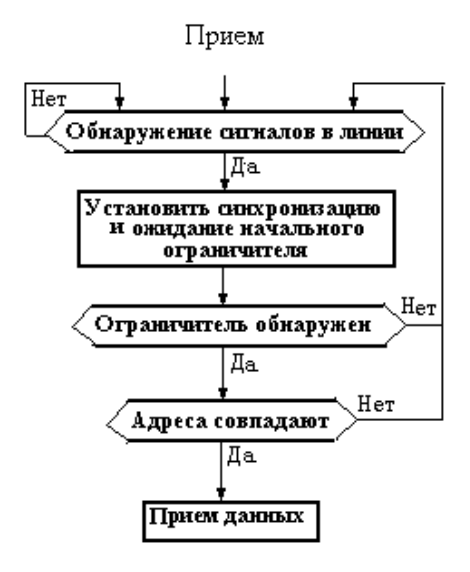 Прием
Нет
Обнаружение сигналов в линии
Да
Установить синхронизацию
и ожидание начального
ограничителя
Нет
Ограничитель обнаружен
Да
Нет
Адреса совпадают
Да
Прием данных